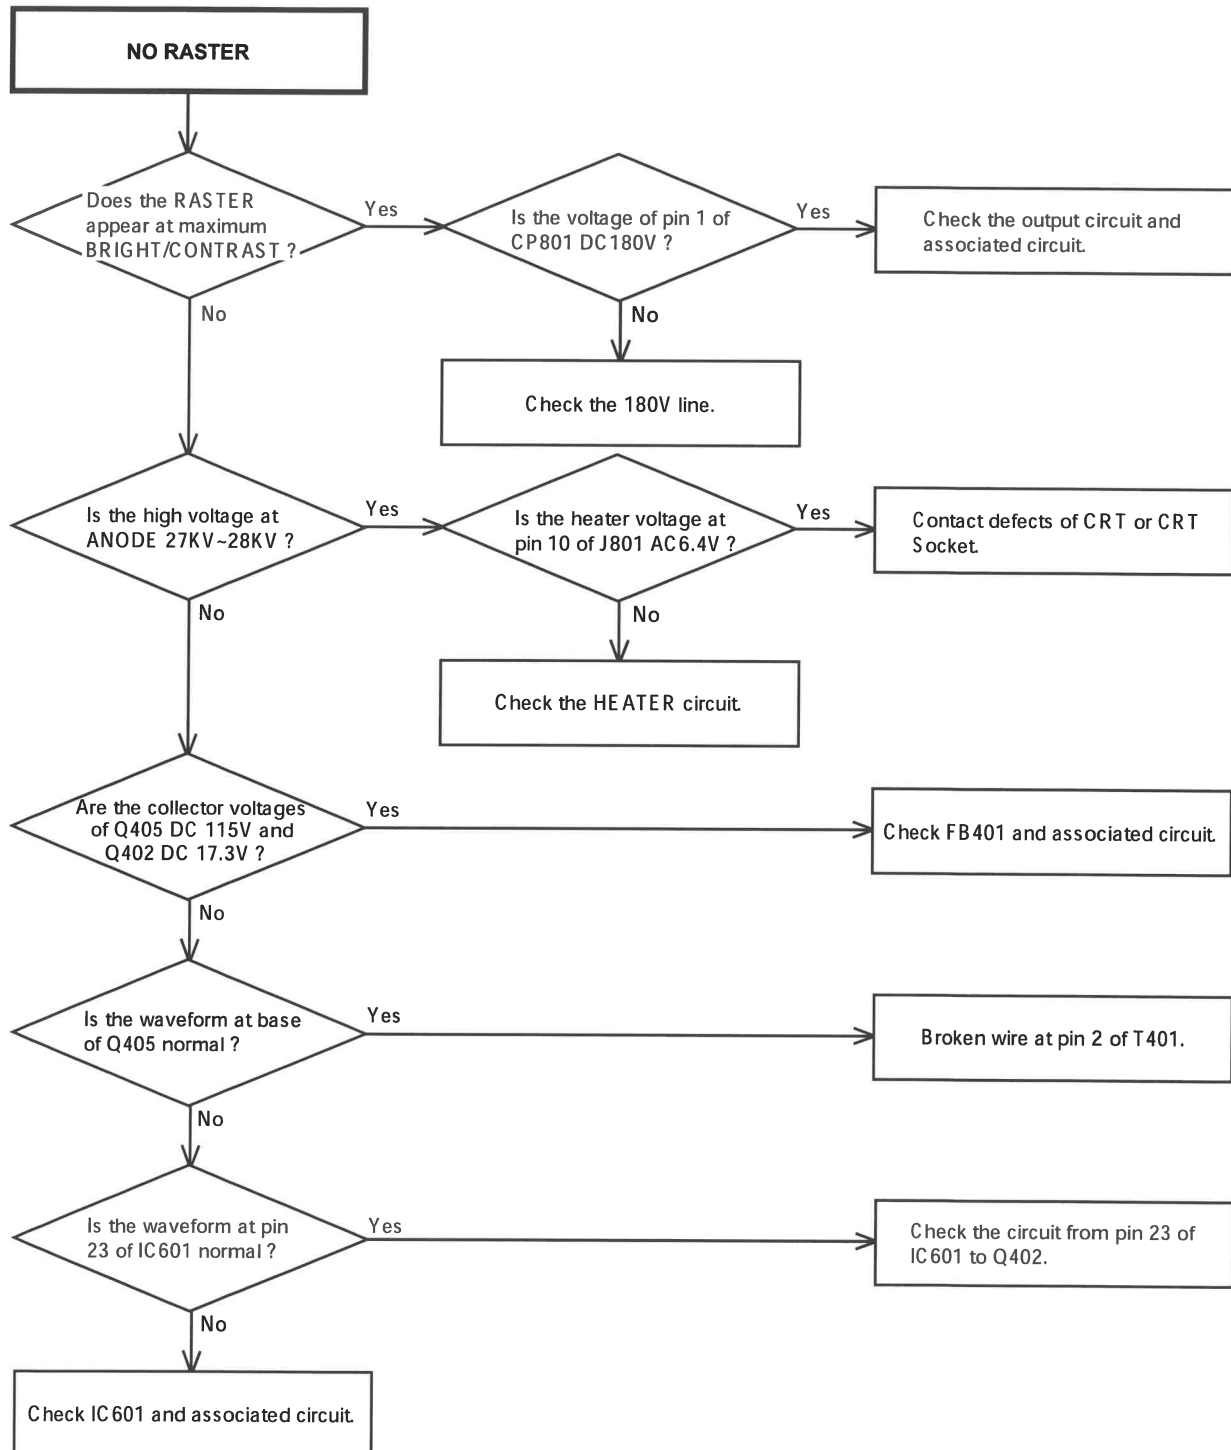 NO RASTER
Does the RASTER
appear at maximum
BRIGHT/CONTRAST ?
Yes
Is the voltage of pin 1 of
CP801 DC180V ?
Yes
Check the output circuit and
associated circuit.
No
No
Check the 180V line.
Is the high voltage at
ANODE 27KV~28KV ?
Yes
Is the heater voltage at
pin 10 of J801 AC6.4V ?
Yes
Contact defects of CRT or CRT
Socket.
No
No
Check the HEATER circuit.
Are the collector voltages
of Q405 DC 115V and
Q402 DC 17.3V ?
Yes
Check FB401 and associated circuit.
No
Is the waveform at base
of Q405 normal ?
Yes
Broken wire at pin 2 of T401.
No
Is the waveform at pin
23 of IC601 normal ?
Yes
Check the circuit from pin 23 of
IC601 to Q402.
No
Check IC601 and associated circuit.